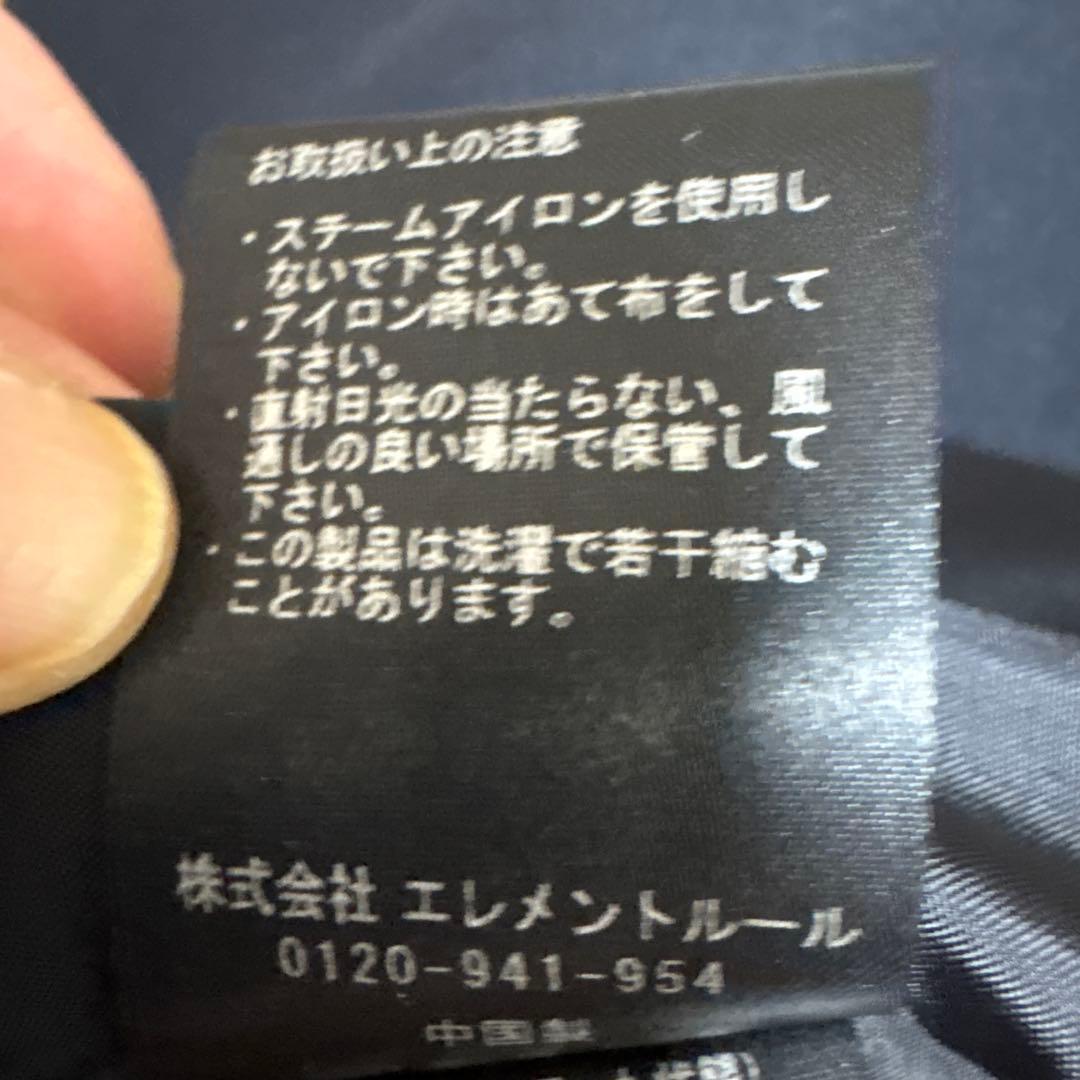 お取扱い上の注意
・スチームアイロンを使用し
ないで下さい。
・アイロン時はあて布をして
下さい。
・直射日光の当たらない、風
通しの良い場所で保管して
下さい。
・この製品は洗濯で若干縮む
ことがあります。
株式会社 エレメントルール
0120-941-954
中国製